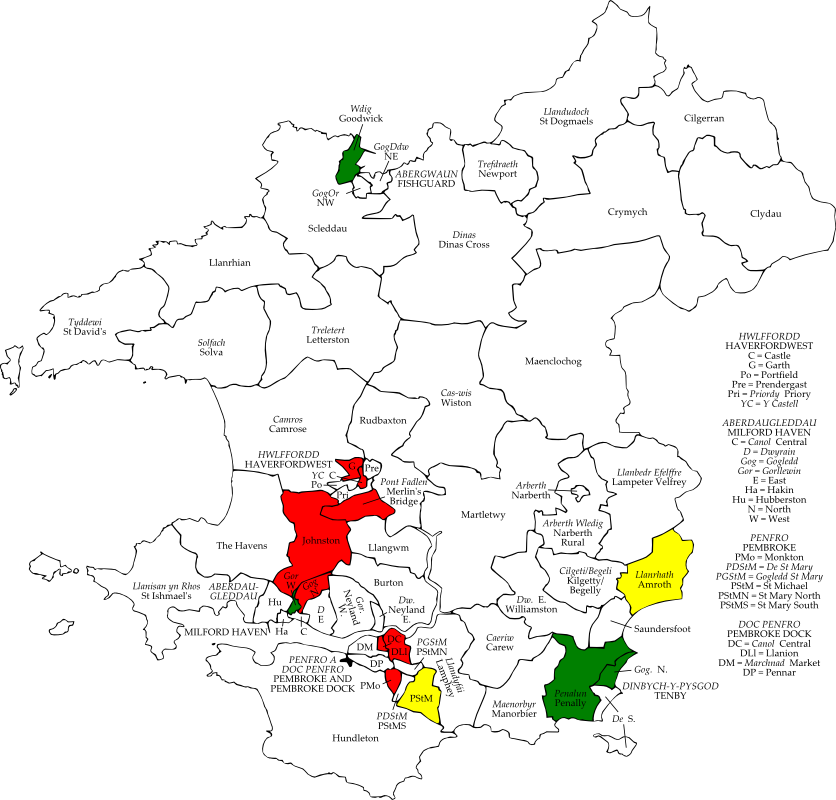 Llandudoch
St Dogmaels
Cilgerran
Wdig
Goodwick
GogDdw
NE
ABERGWAUN
FISHGUARD
Trefdraeth
Newport
GogOr
NW
Scleddau
Dinas
Dinas Cross
Crymych
Clydau
Llanrhian
Tyddewi
St David's
Solfach
Solva
Treletert
Letterston
Maenclochog
Cas-wis
Wiston
Camros
Camrose
Rudbaxton
HWLFFORDD
HAVERFORDWEST
G
Pre
YC C
Po
Pri
Pont Fadlen
Merlin's
Bridge
Llanbedr Efelffre
Lampeter Velfrey
Arberth
Narberth
Martletwy
Arberth Wledig
Narberth
Rural
The Havens
Johnston
Llangwm
Cilgeti/Begeli
Kilgetty/
Begelly
Llanrhath
Amroth
Llanisan yn Rhos
St Ishmael's
ABERDAU-
GLEDDAU
Gor
W
Gog
N
Burton
Hu
D
E
Gor.
Neyland
W.
Dw.
Neyland
E.
Dw. E.
Williamston
MILFORD HAVEN
Ha
C
Saundersfoot
DM
DC
DLl
PGStM
PStMN
Caeriw
Carew
DP
PENFRO A
DOC PENFRO
PEMBROKE AND
PEMBROKE DOCK
PMo
PStM
Llandyfái
Lamphey
Gog. N.
DINBYCH-Y-PYSGOD
TENBY
Penalun
Penally
Maenorbyr
Manorbier
De S.
PDStM
PStMS
Hundleton
HWLFFORDD
HAVERFORDWEST
C = Castle
G = Garth
Po = Portfield
Pre = Prendergast
Pri = Priordy Priory
YC = Y Castell
ABERDAUGLEDDAU
MILFORD HAVEN
C = Canol Central
D = Dwyrain
Gog = Gogledd
Gor = Gorllewin
E = East
Ha = Hakin
Hu = Hubberston
N = North
W = West
PENFRO
PEMBROKE
PMo = Monkton
PDStM = De St Mary
PGStM = Gogledd St Mary
PStM = St Michael
PStMN = St Mary North
PStMS = St Mary South
DOC PENFRO
PEMBROKE DOCK
DC = Canol Central
DLl = Llanion
DM = Marchnad Market
DP = Pennar